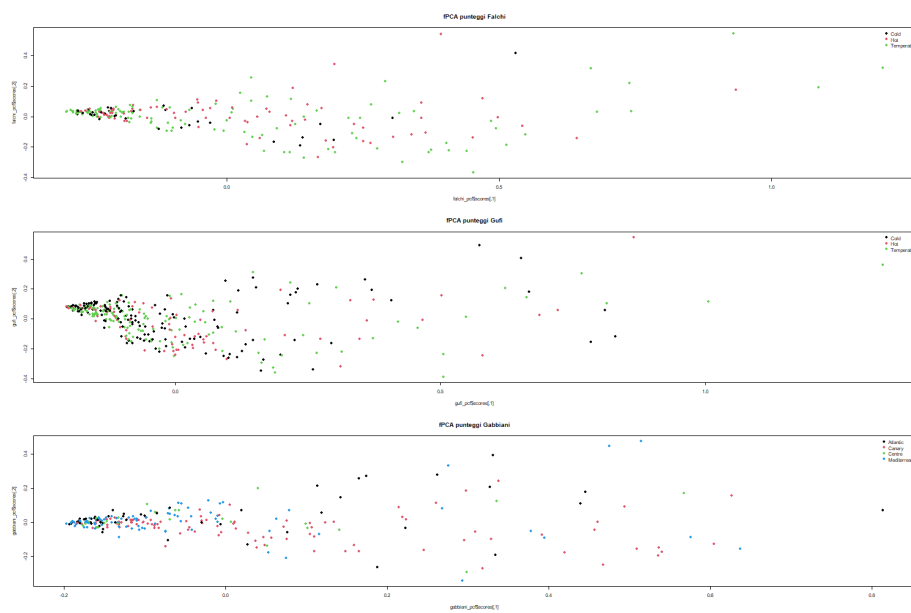 fPCA punteggi Falchi
Cold
Hot
Temperate
falchi_pcf$scores[,2]
0.4
0.2
0.0
-0.2
-0.4
0.0
0.5
1.0
falchi_pcf$scores[,1]
fPCA punteggi Gufi
Cold
Hot
Temperate
gufi_pcf$scores[,2]
0.4
0.2
0.0
-0.2
-0.4
0.0
0.5
1.0
gufi_pcf$scores[,1]
fPCA punteggi Gabbiani
Atlantic
Canary
Centre
gabbiani_pcf$scores[,2]
0.4
0.2
0.0
-0.2
-0.2
0.0
0.2
0.4
0.6
0.8
gabbiani_pcf$scores[,1]